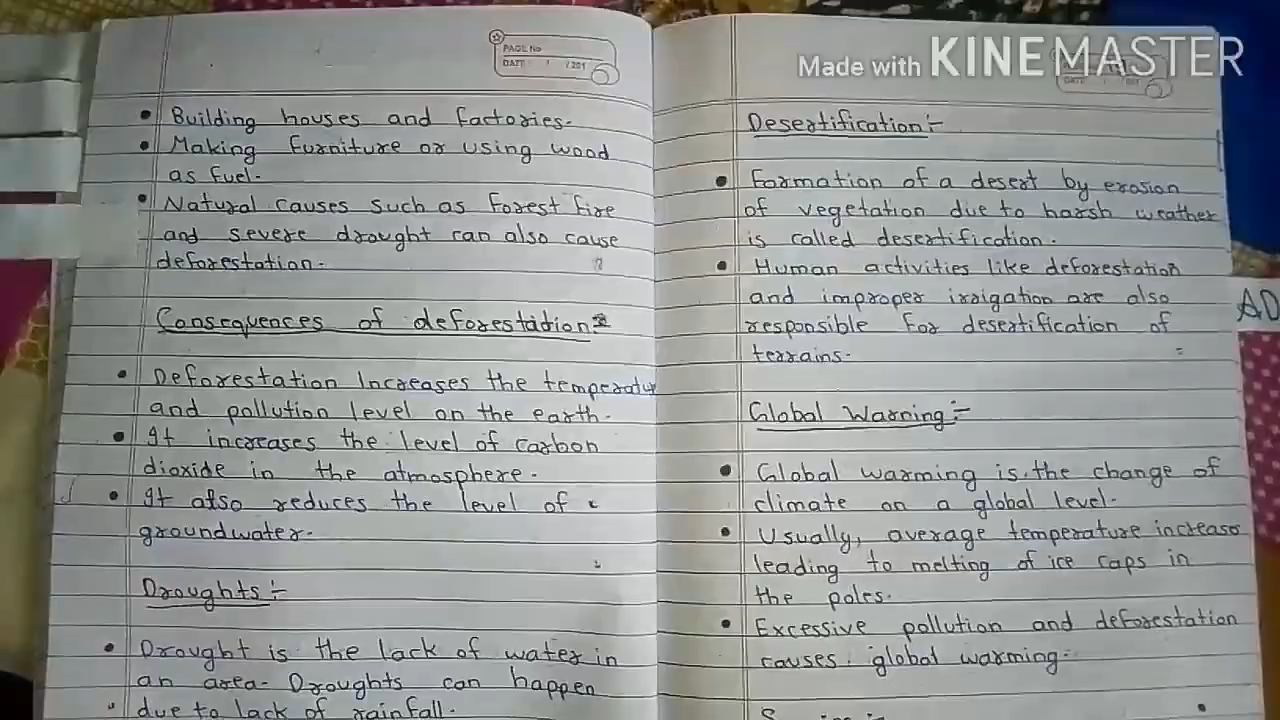 PAGE No
DATE / /201
Building houses and factories.
Making furniture or using wood
as fuel.
Natural causes such as forest fire
and severe drought can also cause
deforestation.
Consequences of deforestation:-
Deforestation Increases the temperatur
and pollution level on the earth.
It increases the level of carbon
dioxide in the atmosphere.
It also reduces the level of
groundwater.
Droughts:-
Drought is the lack of water in
an area. Droughts can happen
due to lack of rainfall.
Made with KINEMASTER
DATE
Desertification:-
Formation of a desert by erosion
of vegetation due to harsh weather
is called desertification.
Human activities like deforestation
and improper irrigation are also
responsible for desertification of
terrains.
Global Warning:-
Global warming is the change of
climate on a global level.
Usually, average temperature increase
leading to melting of ice caps in
the poles.
Excessive pollution and deforestation
causes global warming.
AD